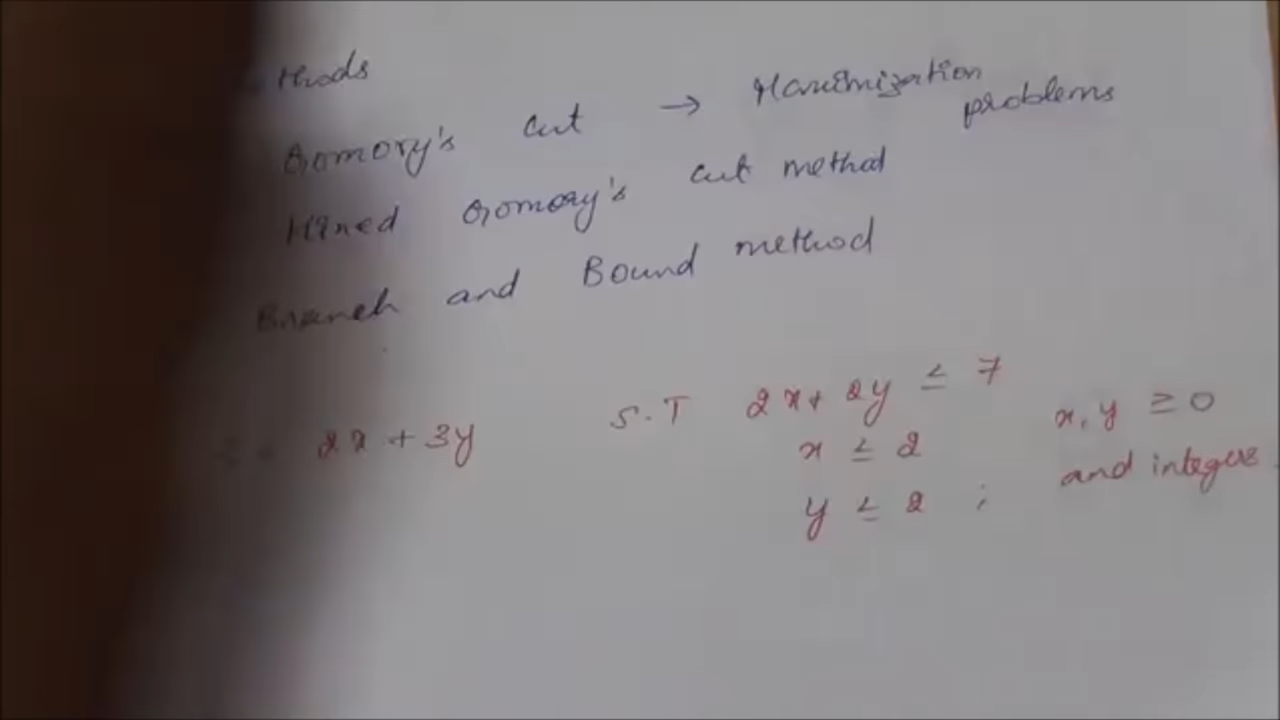 thods
Gomory's cut → Maximization
problems
Mixed Gomory's cut method
Branch and Bound method
= 2x + 3y S.T 2x + 2y ≤ 7
x ≤ 2 x, y ≥ 0
y ≤ 2 ; and integers